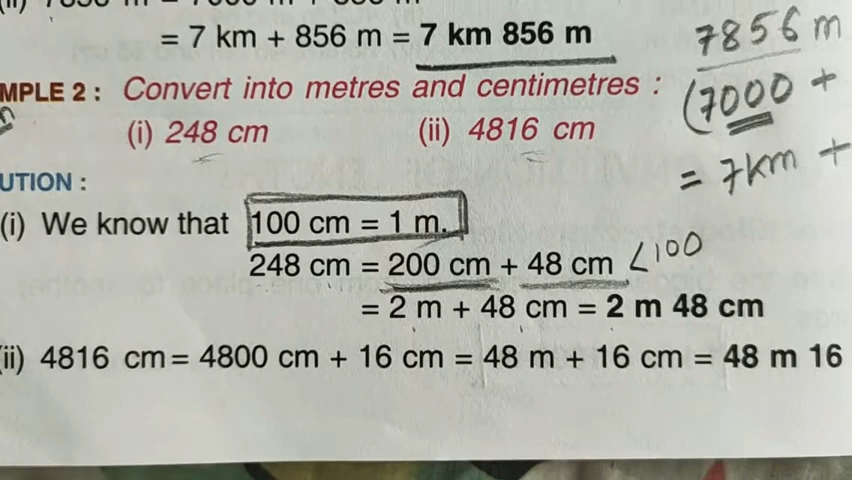 = 7 km + 856 m = 7 km 856 m
7856 m
MPLE 2 : Convert into metres and centimetres :
(7000 +
(i) 248 cm (ii) 4816 cm
= 7km +
UTION :
(i) We know that 100 cm = 1 m.
248 cm = 200 cm + 48 cm <100
= 2 m + 48 cm = 2 m 48 cm
(ii) 4816 cm = 4800 cm + 16 cm = 48 m + 16 cm = 48 m 16